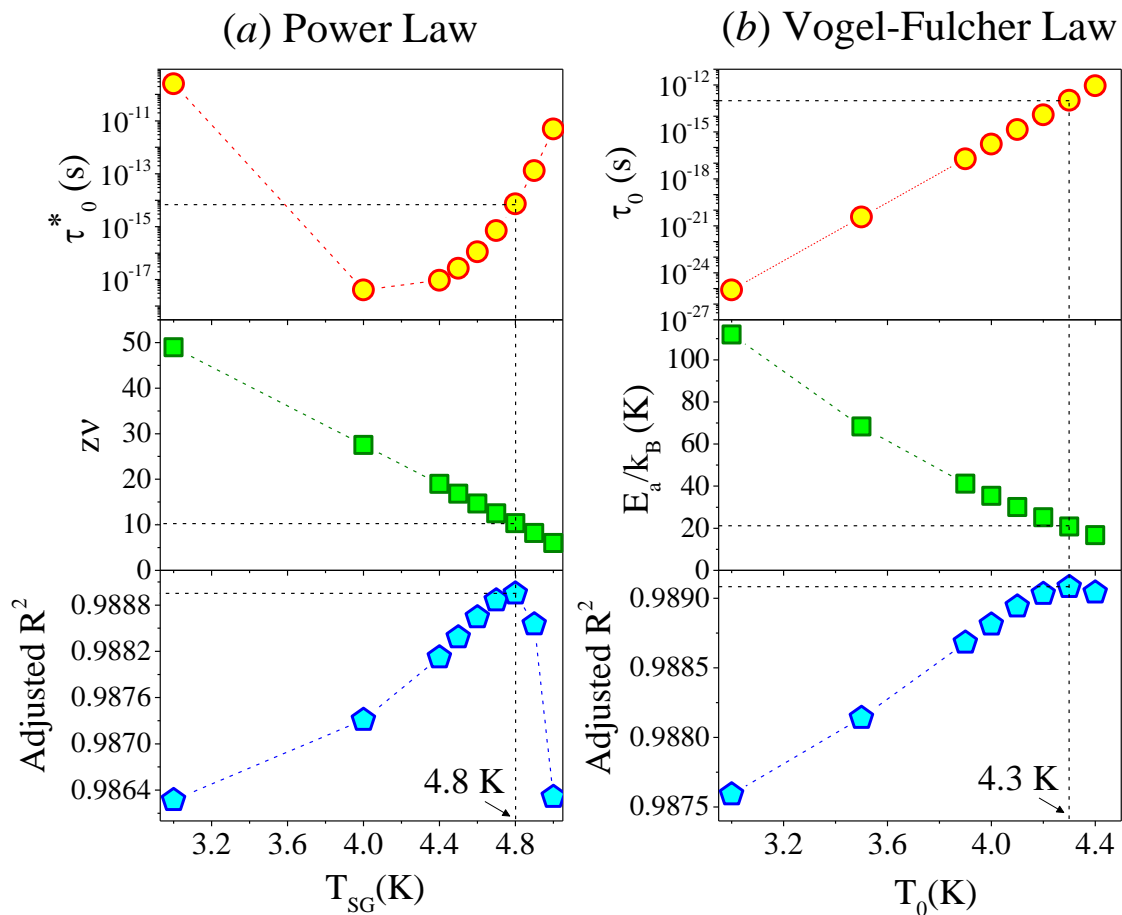 (a) Power Law
(b) Vogel-Fulcher Law
10⁻¹¹
10⁻¹³
10⁻¹⁵
10⁻¹⁷
τ*₀ (s)
50
40
30
20
10
0
zν
0.9888
0.9882
0.9876
0.9870
0.9864
Adjusted R²
4.8 K
3.2 3.6 4.0 4.4 4.8
T_SG(K)
10⁻¹²
10⁻¹⁵
10⁻¹⁸
10⁻²¹
10⁻²⁴
10⁻²⁷
τ₀ (s)
10
100
80
60
40
20
0
E_a/k_B (K)
0.9890
0.9885
0.9880
0.9875
Adjusted R²
4.3 K
3.2 3.6 4.0 4.4
T₀(K)